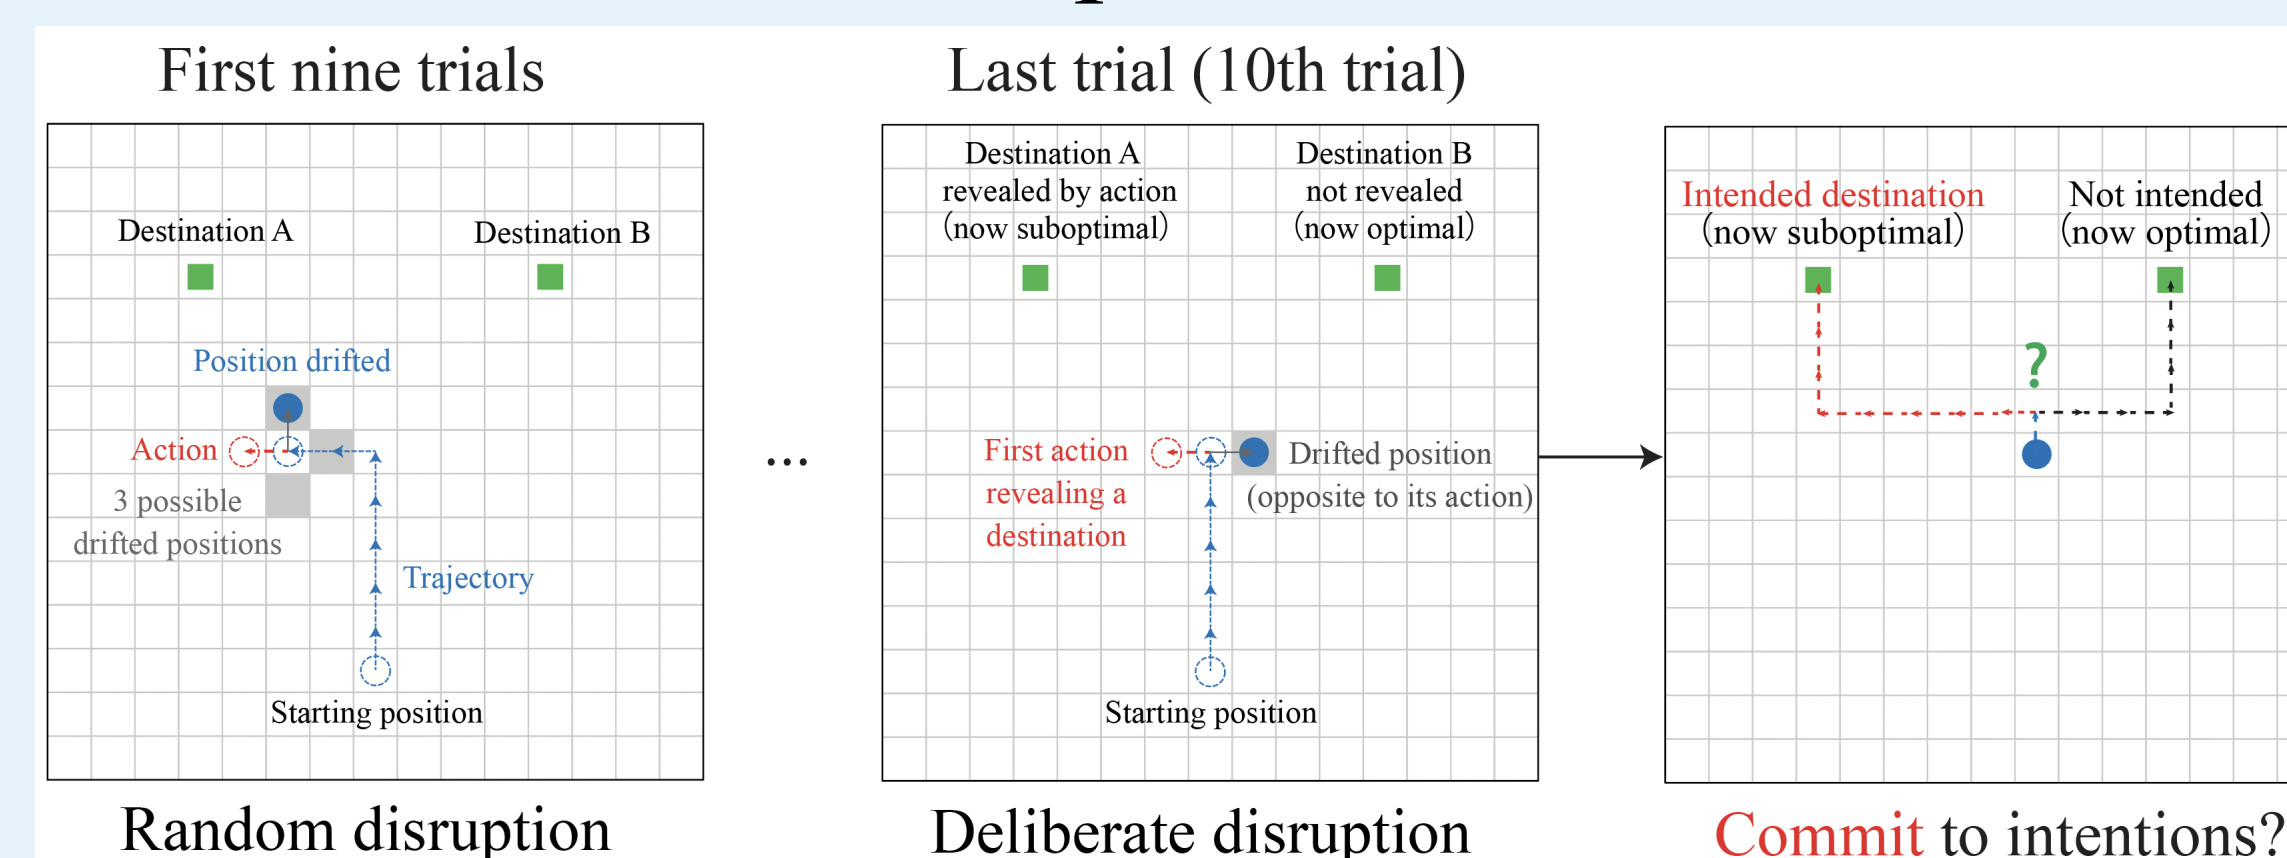 First nine trials
Destination A
Destination B
Position drifted
Action
3 possible
drifted positions
Trajectory
Starting position
Random disruption
...
Last trial (10th trial)
Destination A
revealed by action
(now suboptimal)
Destination B
not revealed
(now optimal)
First action
revealing a
destination
Drifted position
(opposite to its action)
Starting position
Deliberate disruption
Intended destination
(now suboptimal)
Not intended
(now optimal)
?
Commit to intentions?